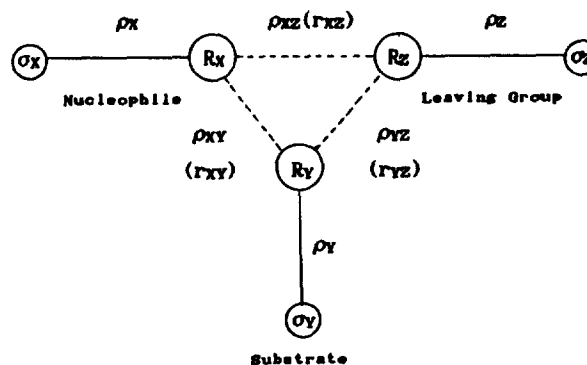 ρX ρXZ(rXZ) ρZ
σX RX RZ σZ
Nucleophile Leaving Group
ρXY ρYZ
(rXY) (rYZ)
RY
ρY
σY
Substrate